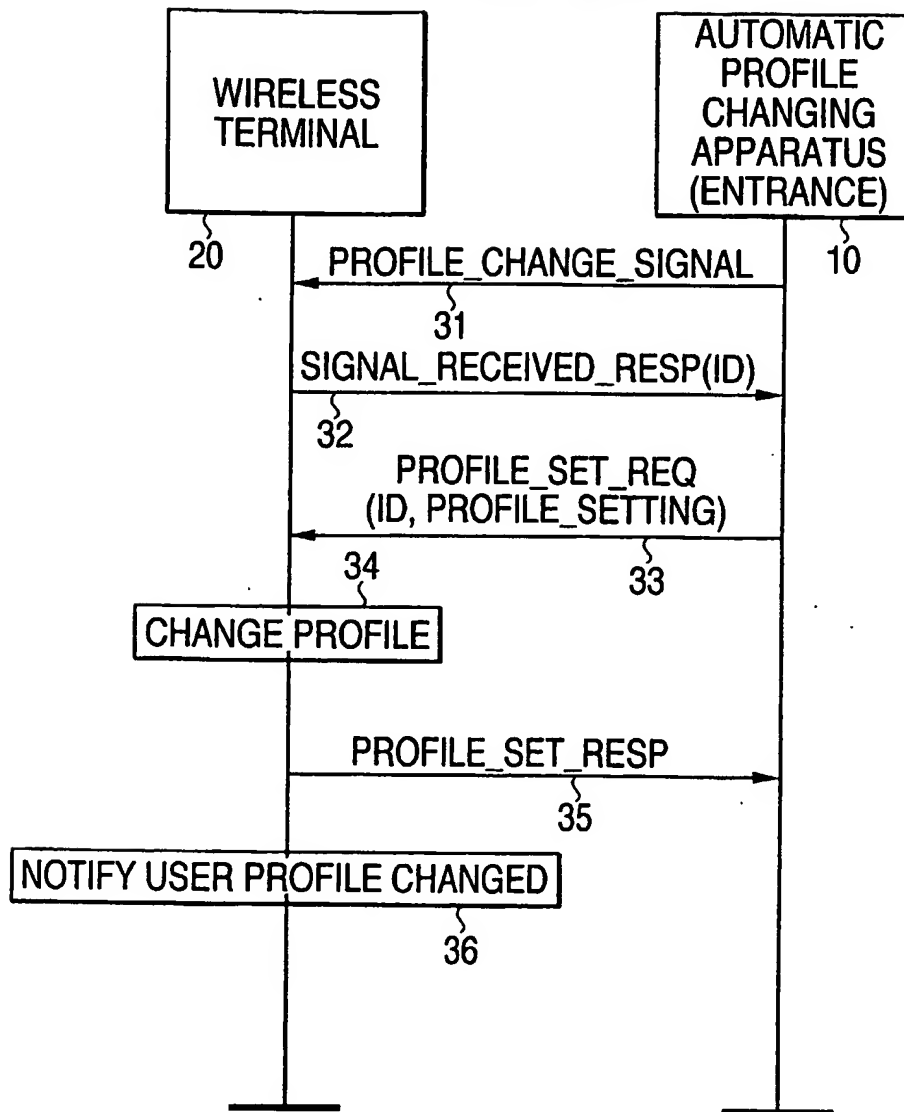 WIRELESS
TERMINAL
AUTOMATIC
PROFILE
CHANGING
APPARATUS
(ENTRANCE)
20
10
PROFILE_CHANGE_SIGNAL
31
SIGNAL_RECEIVED_RESP(ID)
32
PROFILE_SET_REQ
(ID, PROFILE_SETTING)
33
34
CHANGE PROFILE
PROFILE_SET_RESP
35
NOTIFY USER PROFILE CHANGED
36